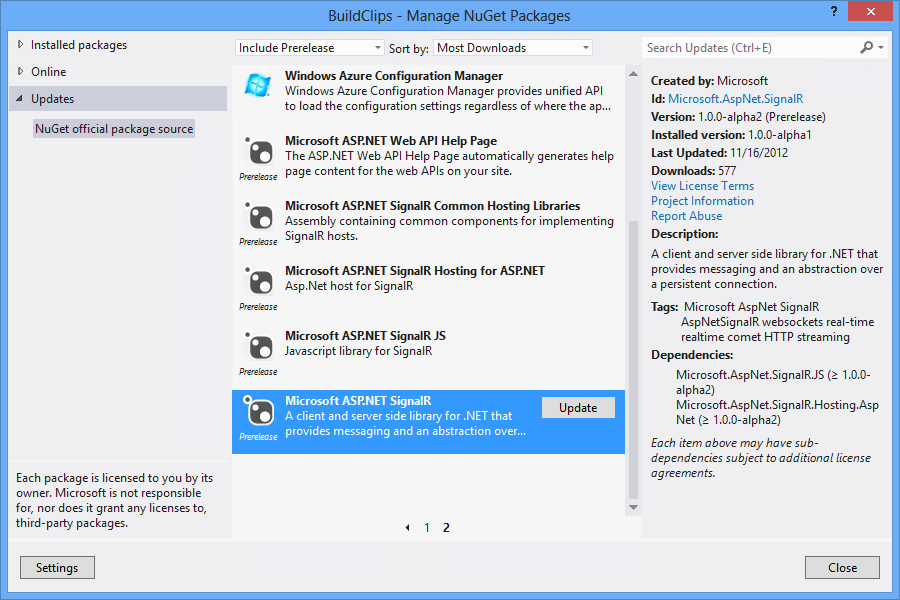 BuildClips - Manage NuGet Packages
?
Installed packages
Online
Updates
NuGet official package source
Each package is licensed to you by its
owner. Microsoft is not responsible
for, nor does it grant any licenses to,
third-party packages.
Settings
Include Prerelease
Sort by:
Most Downloads
Windows Azure Configuration Manager
Windows Azure Configuration Manager provides unified API
to load the configuration settings regardless of where the ap...
Microsoft ASP.NET Web API Help Page
The ASP.NET Web API Help Page automatically generates help
page content for the web APIs on your site.
Prerelease
Microsoft ASP.NET SignalR Common Hosting Libraries
Assembly containing common components for implementing
SignalR hosts.
Prerelease
Microsoft ASP.NET SignalR Hosting for ASP.NET
Asp.Net host for SignalR
Prerelease
Microsoft ASP.NET SignalR JS
Javascript library for SignalR
Prerelease
Microsoft ASP.NET SignalR
A client and server side library for .NET that
provides messaging and an abstraction over...
Prerelease
Update
1 2
Search Updates (Ctrl+E)
Created by: Microsoft
Id: Microsoft.AspNet.SignalR
Version: 1.0.0-alpha2 (Prerelease)
Installed version: 1.0.0-alpha1
Last Updated: 11/16/2012
Downloads: 577
View License Terms
Project Information
Report Abuse
Description:
A client and server side library for .NET that
provides messaging and an abstraction over
a persistent connection.
Tags: Microsoft AspNet SignalR
AspNetSignalR websockets real-time
realtime comet HTTP streaming
Dependencies:
Microsoft.AspNet.SignalR.JS (≥ 1.0.0-
alpha2)
Microsoft.AspNet.SignalR.Hosting.Asp
Net (≥ 1.0.0-alpha2)
Each item above may have sub-
dependencies subject to additional license
agreements.
Close